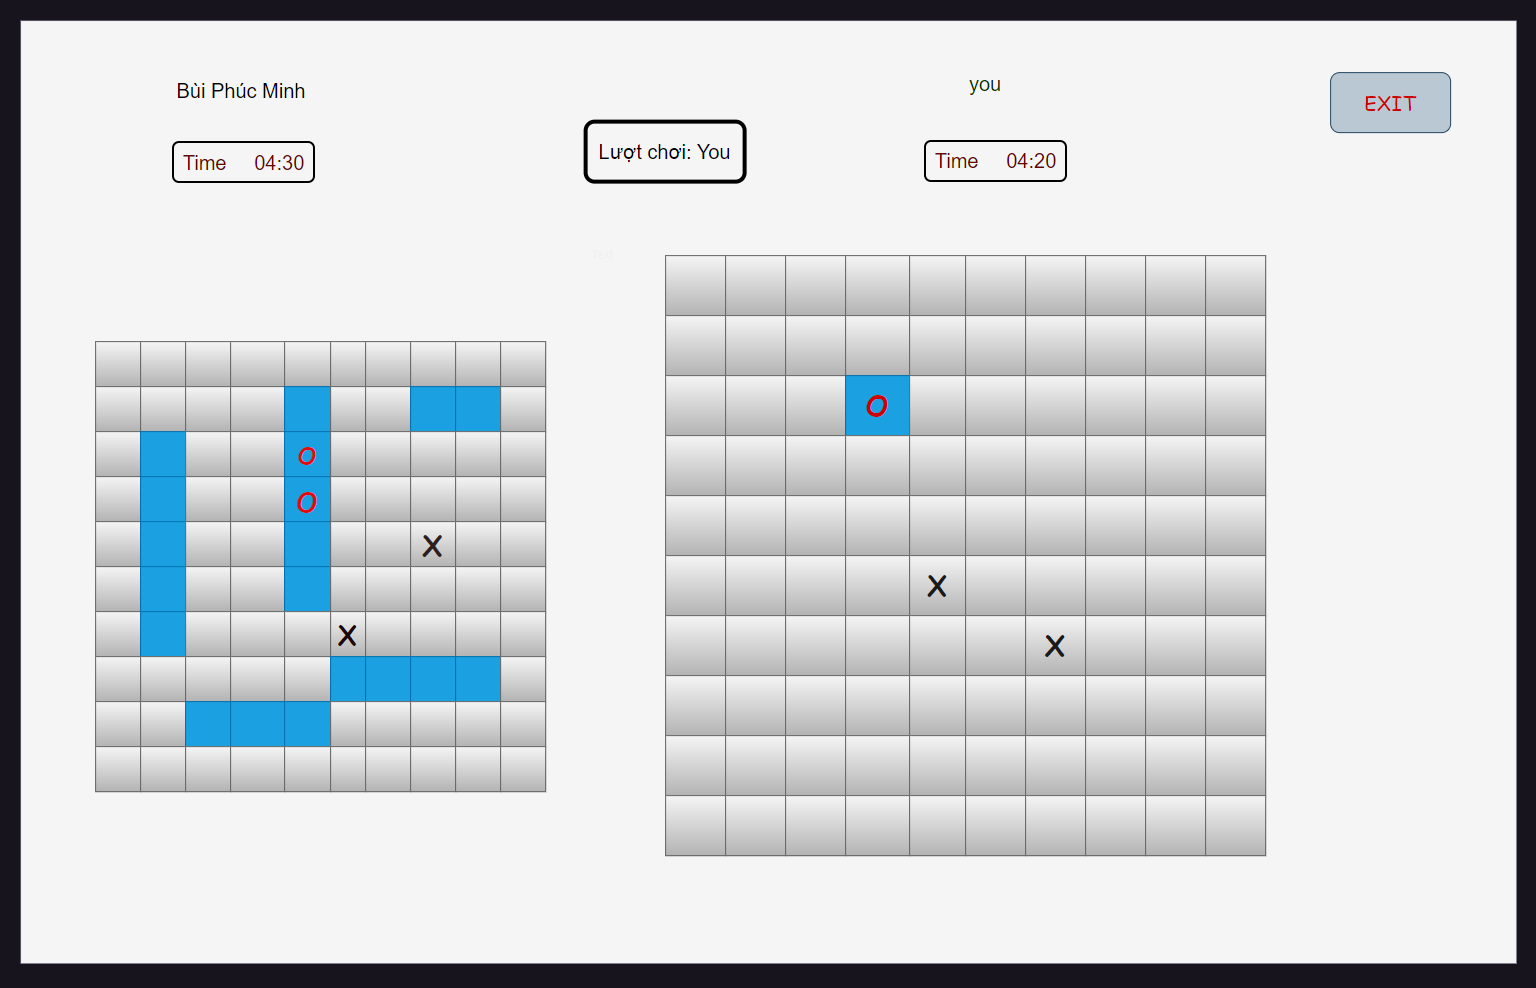 Bùi Phúc Minh
you
EXIT
Lượt chơi: You
Time 04:30
Time 04:20
O
O
O
X
X
X
X